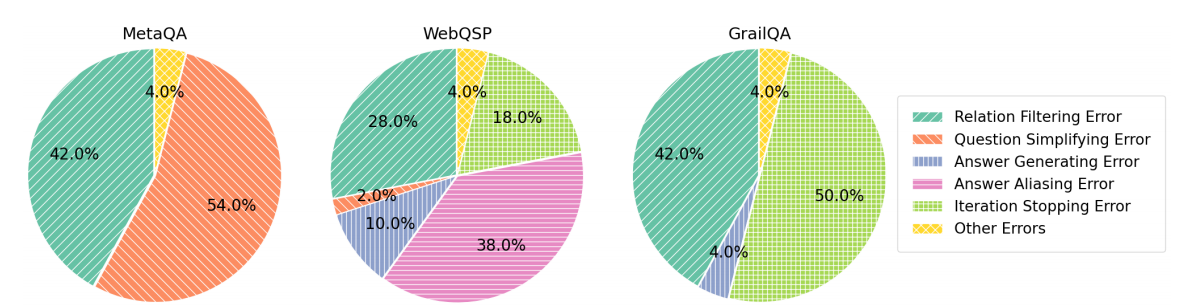 MetaQA
4.0%
42.0%
54.0%
WebQSP
4.0%
18.0%
28.0%
2.0%
10.0%
38.0%
GrailQA
4.0%
42.0%
50.0%
4.0%
Relation Filtering Error
Question Simplifying Error
Answer Generating Error
Answer Aliasing Error
Iteration Stopping Error
Other Errors